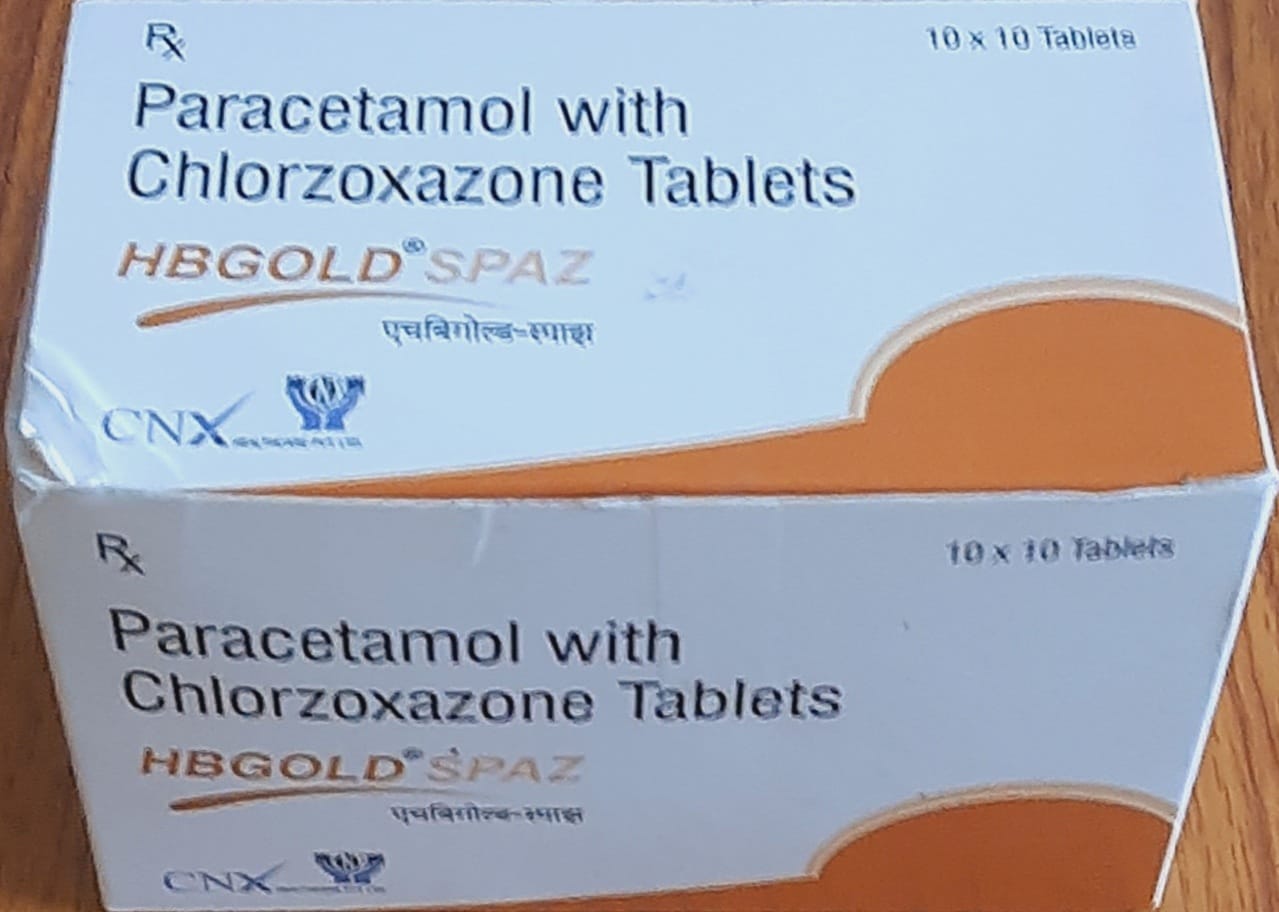 Rx
10 x 10 Tablets
Paracetamol with
Chlorzoxazone Tablets
HBGOLD® SPAZ
एचबिगोल्ड-स्पाझ
CNX
Rx
10 x 10 Tablets
Paracetamol with
Chlorzoxazone Tablets
HBGOLD® SPAZ
एचबिगोल्ड-स्पाझ
CNX